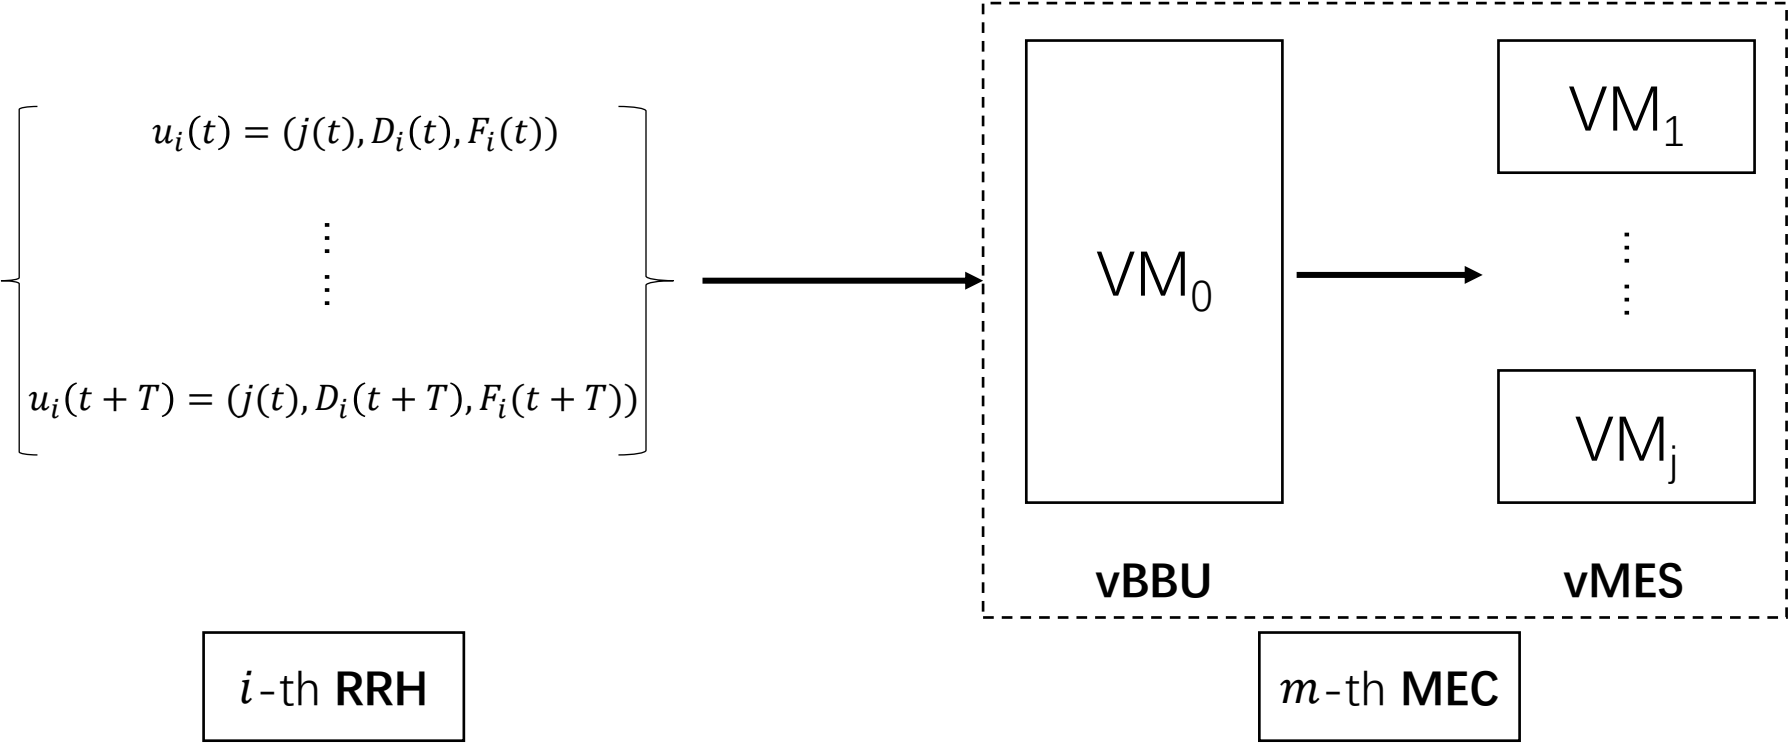 u_i(t) = (j(t), D_i(t), F_i(t))
⋮
⋮
u_i(t + T) = (j(t), D_i(t + T), F_i(t + T))
i-th RRH
VM_0
vBBU
VM_1
⋮
⋮
VM_j
vMES
m-th MEC